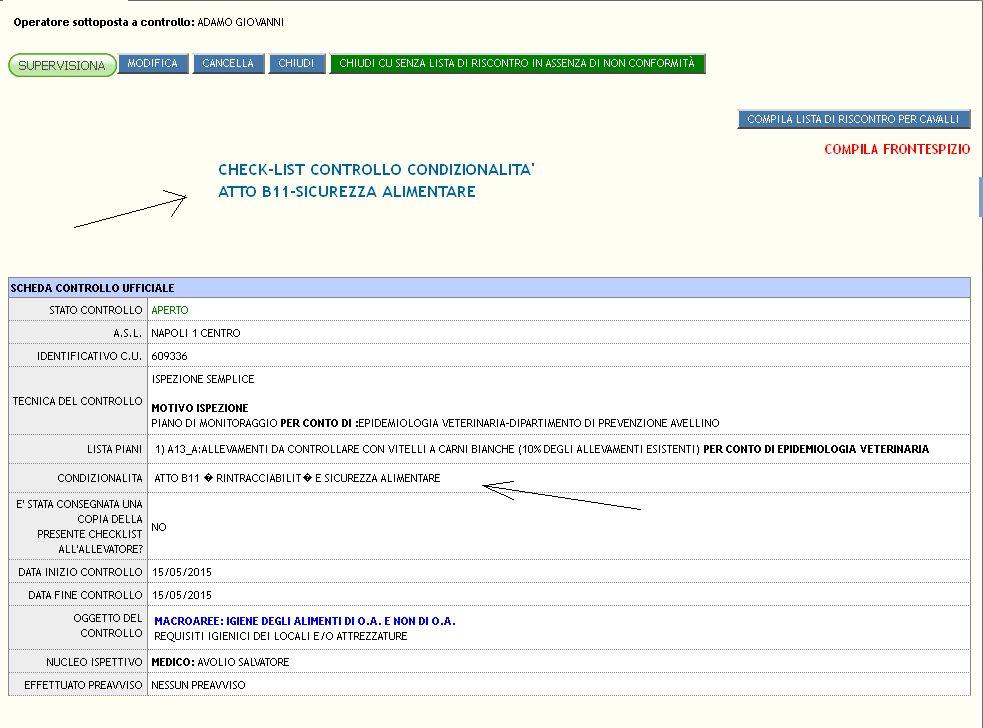 Operatore sottoposta a controllo: ADAMO GIOVANNI
SUPERVISIONA MODIFICA CANCELLA CHIUDI CHIUDI CU SENZA LISTA DI RISCONTRO IN ASSENZA DI NON CONFORMITÀ
COMPILA LISTA DI RISCONTRO PER CAVALLI
COMPILA FRONTESPIZIO
CHECK-LIST CONTROLLO CONDIZIONALITA'
ATTO B11-SICUREZZA ALIMENTARE
SCHEDA CONTROLLO UFFICIALE
STATO CONTROLLO APERTO
A.S.L. NAPOLI 1 CENTRO
IDENTIFICATIVO C.U. 609336
TECNICA DEL CONTROLLO
ISPEZIONE SEMPLICE
MOTIVO ISPEZIONE
PIANO DI MONITORAGGIO PER CONTO DI :EPIDEMIOLOGIA VETERINARIA-DIPARTIMENTO DI PREVENZIONE AVELLINO
LISTA PIANI 1) A13_A:ALLEVAMENTI DA CONTROLLARE CON VITELLI A CARNI BIANCHE (10% DEGLI ALLEVAMENTI ESISTENTI) PER CONTO DI EPIDEMIOLOGIA VETERINARIA
CONDIZIONALITA ATTO B11 � RINTRACCIABILIT� E SICUREZZA ALIMENTARE
E' STATA CONSEGNATA UNA
COPIA DELLA
PRESENTE CHECKLIST
ALL'ALLEVATORE?
NO
DATA INIZIO CONTROLLO 15/05/2015
DATA FINE CONTROLLO 15/05/2015
OGGETTO DEL
CONTROLLO
MACROAREE: IGIENE DEGLI ALIMENTI DI O.A. E NON DI O.A.
REQUISITI IGIENICI DEI LOCALI E/O ATTREZZATURE
NUCLEO ISPETTIVO MEDICO: AVOLIO SALVATORE
EFFETTUATO PREAVVISO NESSUN PREAVVISO